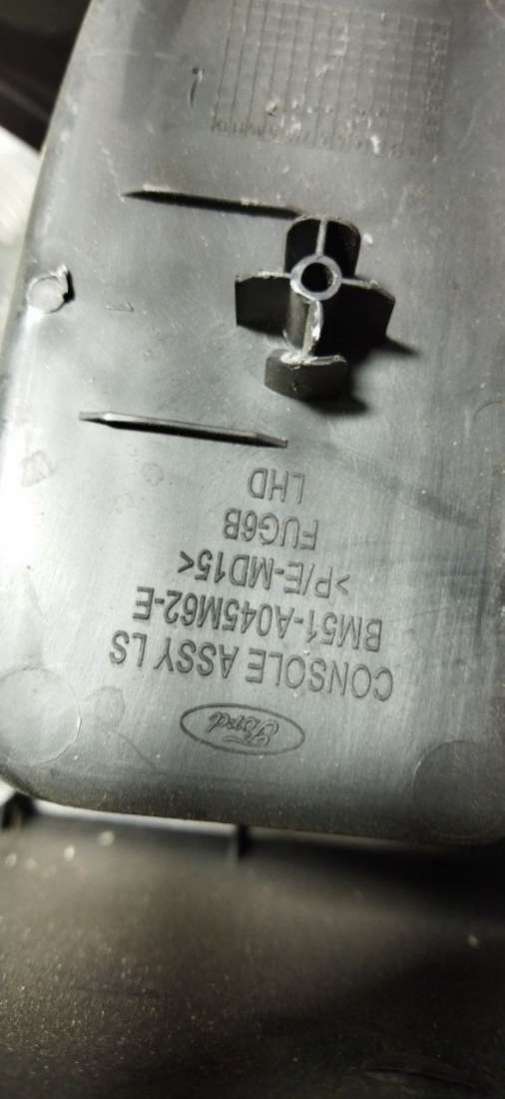 Ford
CONSOLE ASSY LS
BM51-A045M62-E
>P/E-MD15<
FUG6B
LHD